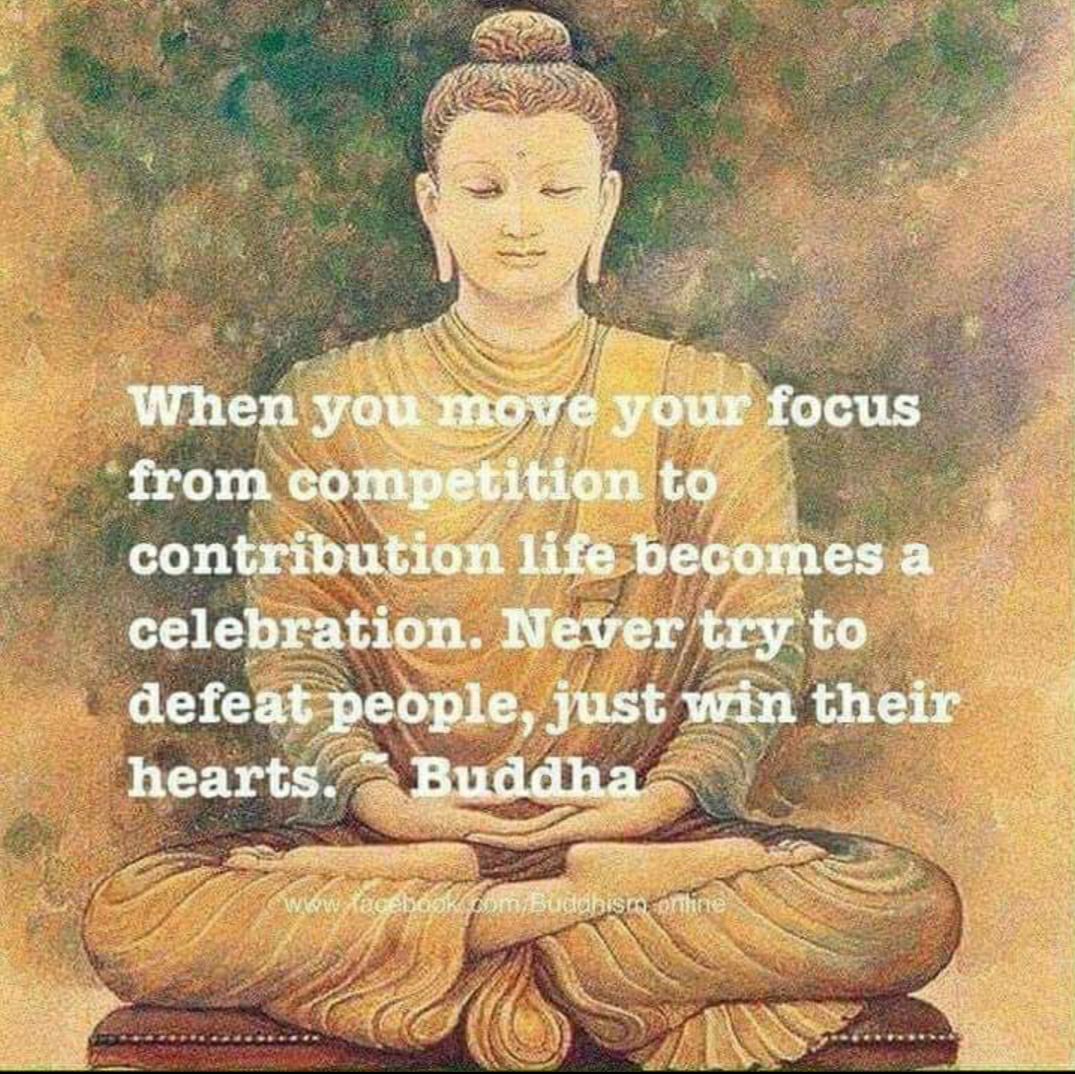 When you move your focus
from competition to
contribution life becomes a
celebration. Never try to
defeat people, just win their
hearts. ~ Buddha
www.facebook.com/Buddhism.online